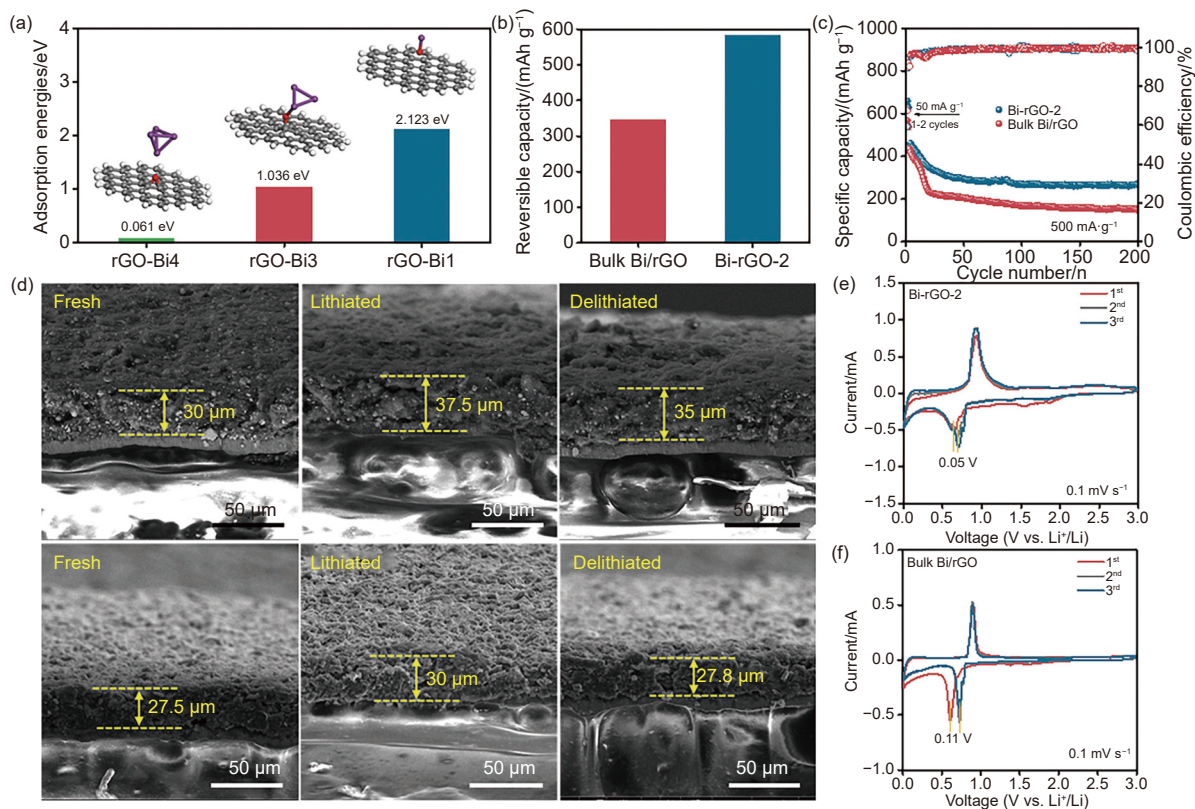 (a)
Adsorption energies/eV
4
3
2
1
0
0.061 eV
1.036 eV
2.123 eV
rGO-Bi4
rGO-Bi3
rGO-Bi1
(b)
Reversible capacity/(mAh g⁻¹)
600
500
400
300
200
100
0
Bulk Bi/rGO
Bi-rGO-2
(c)
Specific capacity/(mAh g⁻¹)
1000
800
600
400
200
0
50 mA g⁻¹
1-2 cycles
Bi-rGO-2
Bulk Bi/rGO
500 mA·g⁻¹
0
50
100
150
200
Cycle number/n
100
80
60
40
20
0
Coulombic efficiency/%
(d)
Fresh
30 μm
50 μm
Lithiated
37.5 μm
50 μm
Delithiated
35 μm
50 μm
Fresh
27.5 μm
50 μm
Lithiated
30 μm
50 μm
Delithiated
27.8 μm
50 μm
(e)
Bi-rGO-2
1st
2nd
3rd
Current/mA
1.5
1.0
0.5
0.0
−0.5
−1.0
−1.5
0.05 V
0.1 mV s⁻¹
0.0
0.5
1.0
1.5
2.0
2.5
3.0
Voltage (V vs. Li⁺/Li)
(f)
Bulk Bi/rGO
1st
2nd
3rd
Current/mA
1.0
0.5
0.0
−0.5
−1.0
0.11 V
0.1 mV s⁻¹
0.0
0.5
1.0
1.5
2.0
2.5
3.0
Voltage (V vs. Li⁺/Li)